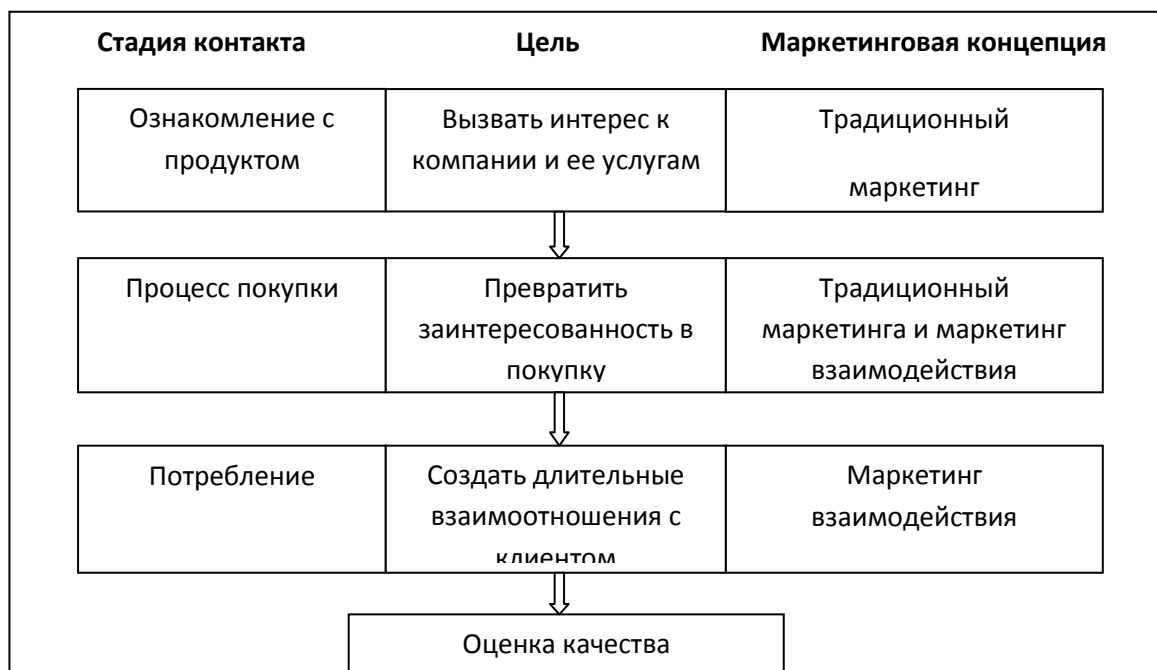 Стадия контакта Цель Маркетинговая концепция
Ознакомление с
продуктом
Вызвать интерес к
компании и ее услугам
Традиционный
маркетинг
Процесс покупки
Превратить
заинтересованность в
покупку
Традиционный
маркетинга и маркетинг
взаимодействия
Потребление
Создать длительные
взаимоотношения с
клиентом
Маркетинг
взаимодействия
Оценка качества